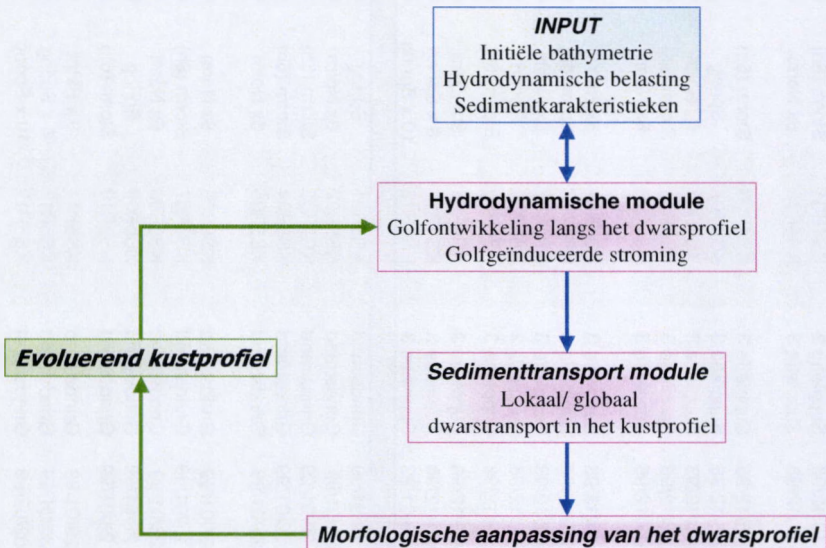 INPUT
Initiële bathymetrie
Hydrodynamische belasting
Sedimentkarakteristieken
Hydrodynamische module
Golfontwikkeling langs het dwarsprofiel
Golfgeïnduceerde stroming
Evoluerend kustprofiel
Sedimenttransport module
Lokaal/ globaal
dwarstransport in het kustprofiel
Morfologische aanpassing van het dwarsprofiel